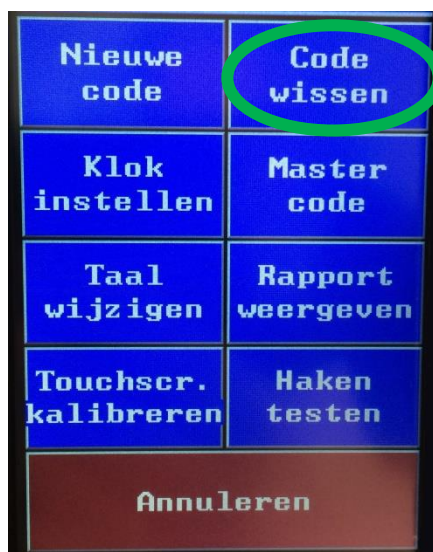 Nieuwe
code
Code
wissen
Klok
instellen
Master
code
Taal
wijzigen
Rapport
weergeven
Touchscr.
kalibreren
Haken
testen
Annuleren